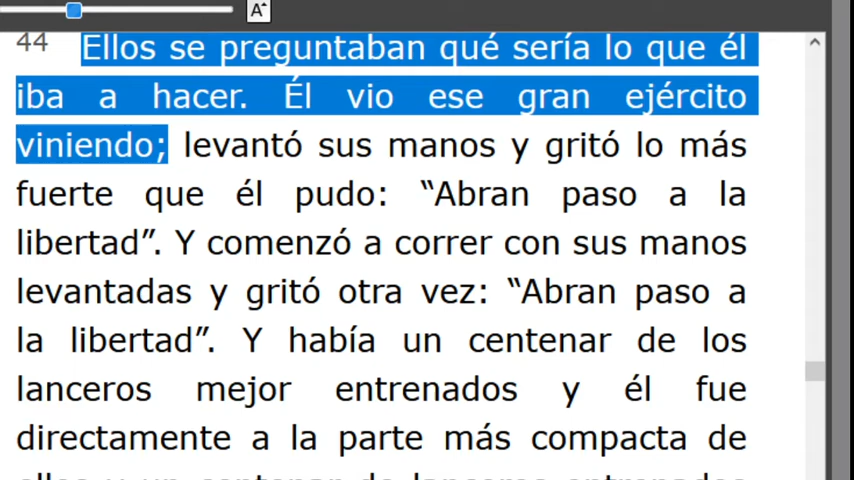 A
44 Ellos se preguntaban qué sería lo que él
iba a hacer. Él vio ese gran ejército
viniendo; levantó sus manos y gritó lo más
fuerte que él pudo: “Abran paso a la
libertad”. Y comenzó a correr con sus manos
levantadas y gritó otra vez: “Abran paso a
la libertad”. Y había un centenar de los
lanceros mejor entrenados y él fue
directamente a la parte más compacta de